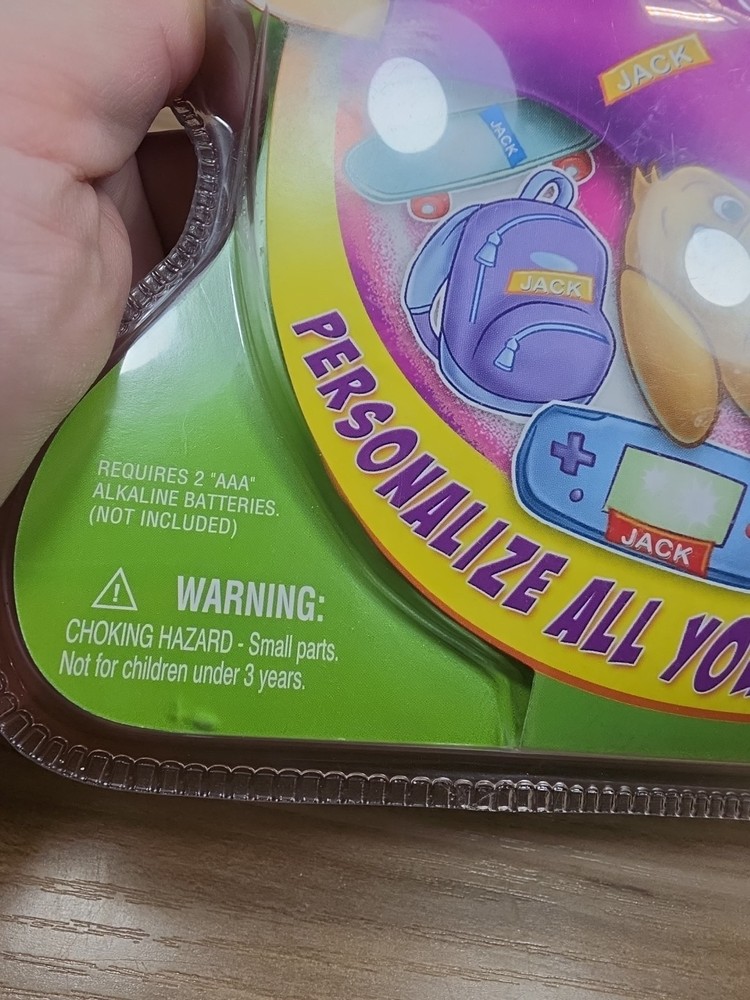 JACK
JACK
JACK
JACK
PERSONALIZE ALL
REQUIRES 2 "AAA"
ALKALINE BATTERIES.
(NOT INCLUDED)
WARNING:
CHOKING HAZARD - Small parts.
Not for children under 3 years.